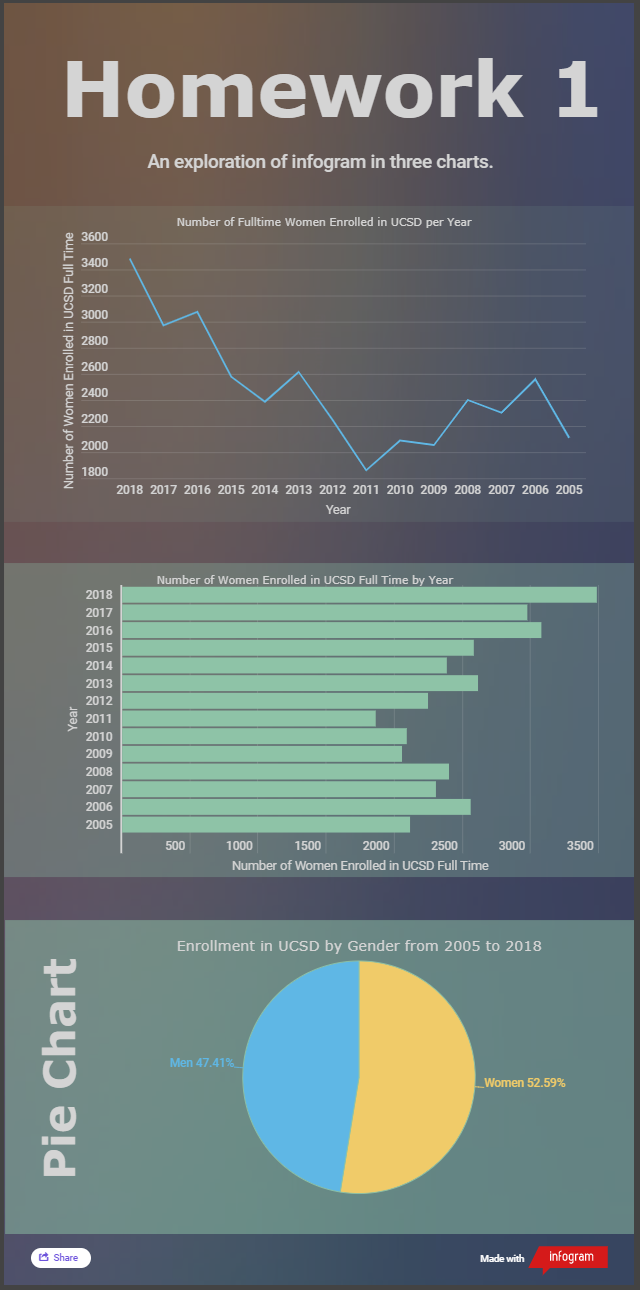 Homework 1
An exploration of infogram in three charts.
Number of Fulltime Women Enrolled in UCSD per Year
Number of Women Enrolled in UCSD Full Time
3600
3400
3200
3000
2800
2600
2400
2200
2000
1800
2018 2017 2016 2015 2014 2013 2012 2011 2010 2009 2008 2007 2006 2005
Year
Number of Women Enrolled in UCSD Full Time by Year
Year
2018
2017
2016
2015
2014
2013
2012
2011
2010
2009
2008
2007
2006
2005
500 1000 1500 2000 2500 3000 3500
Number of Women Enrolled in UCSD Full Time
Pie Chart
Enrollment in UCSD by Gender from 2005 to 2018
Men 47.41%
Women 52.59%
Share
Made with infogram